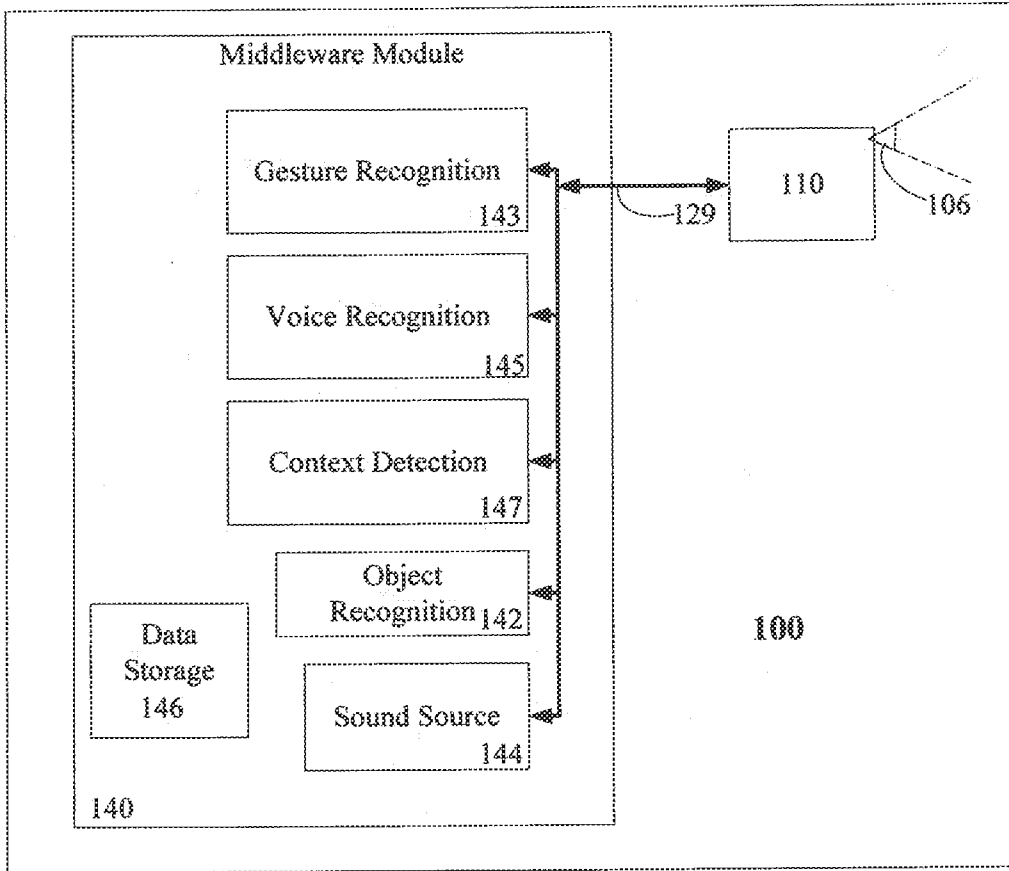 Middleware Module
Gesture Recognition
143
129
110
106
Voice Recognition
145
Context Detection
147
Object
Recognition 142
Data
Storage
146
Sound Source
144
100
140